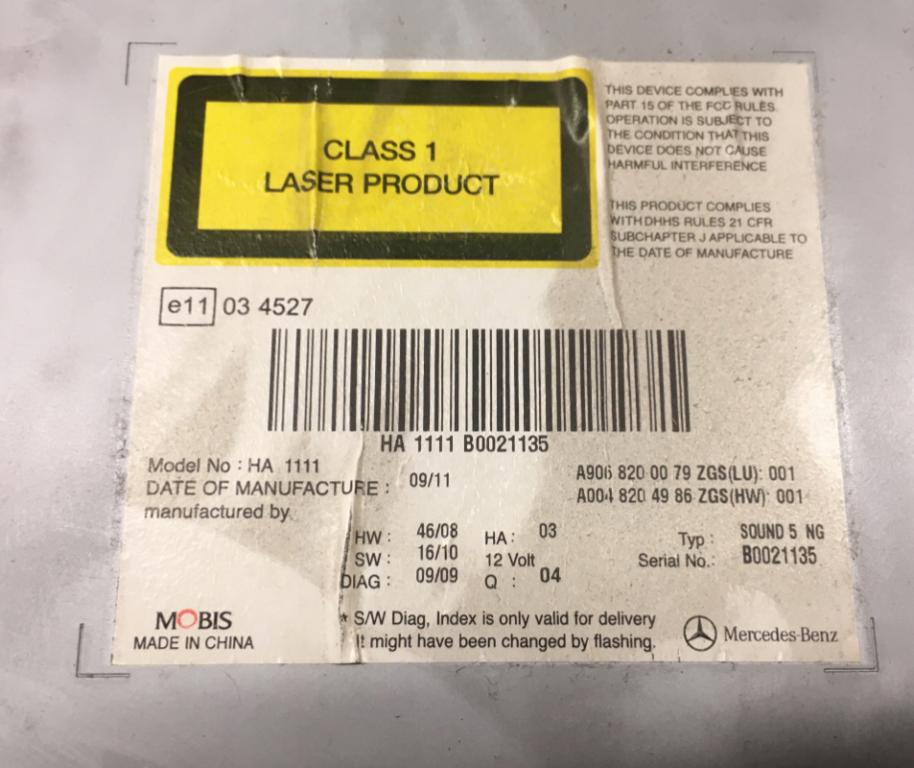 CLASS 1
LASER PRODUCT
THIS DEVICE COMPLIES WITH
PART 15 OF THE FCC RULES.
OPERATION IS SUBJECT TO
THE CONDITION THAT THIS
DEVICE DOES NOT CAUSE
HARMFUL INTERFERENCE
THIS PRODUCT COMPLIES
WITH DHHS RULES 21 CFR
SUBCHAPTER J APPLICABLE TO
THE DATE OF MANUFACTURE
e11 03 4527
HA 1111 B0021135
Model No : HA 1111
DATE OF MANUFACTURE : 09/11
manufactured by
A906 820 00 79 ZGS(LU): 001
A004 820 49 86 ZGS(HW): 001
HW : 46/08 HA : 03
SW : 16/10 12 Volt
DIAG : 09/09 Q : 04
Typ : SOUND 5 NG
Serial No.: B0021135
MOBIS
MADE IN CHINA
* S/W Diag, Index is only valid for delivery
It might have been changed by flashing.
Mercedes-Benz